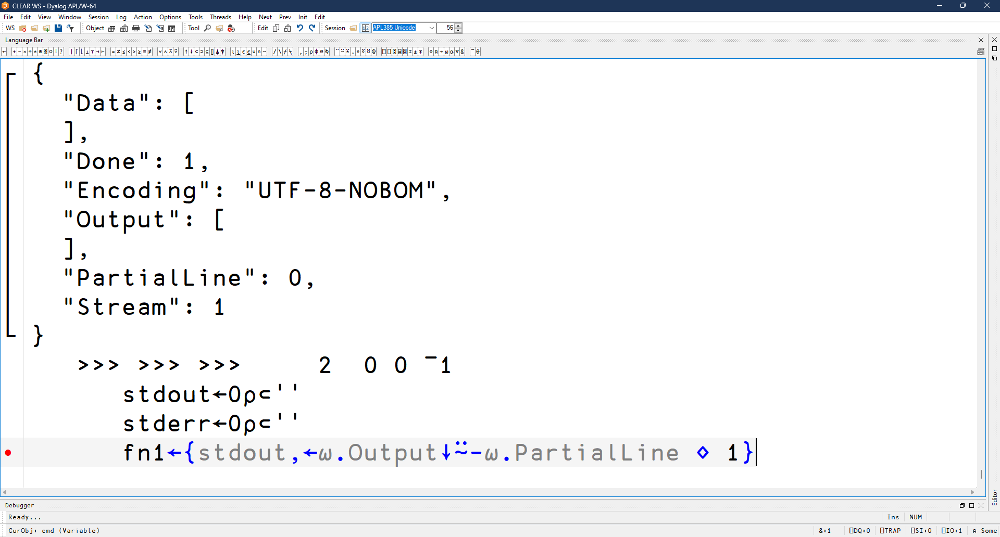 CLEAR WS - Dyalog APL/W-64
File Edit View Window Session Log Action Options Tools Threads Help Next Prev Init Edit
WS Object Tool Edit Session APL385 Unicode 56
Language Bar
{
"Data": [
],
"Done": 1,
"Encoding": "UTF-8-NOBOM",
"Output": [
],
"PartialLine": 0,
"Stream": 1
}
>>> >>> >>> 2 0 0 ¯1
stdout←0⍴⊂''
stderr←0⍴⊂''
fn1←{stdout,←⍵.Output↓⍨-⍵.PartialLine ⋄ 1}
Editor
Debugger
Ready...
Ins NUM
CurObj: cmd (Variable)
&:1 ⎕DQ:0 ⎕TRAP ⎕SI:0 ⎕IO:1 ⍝ Some